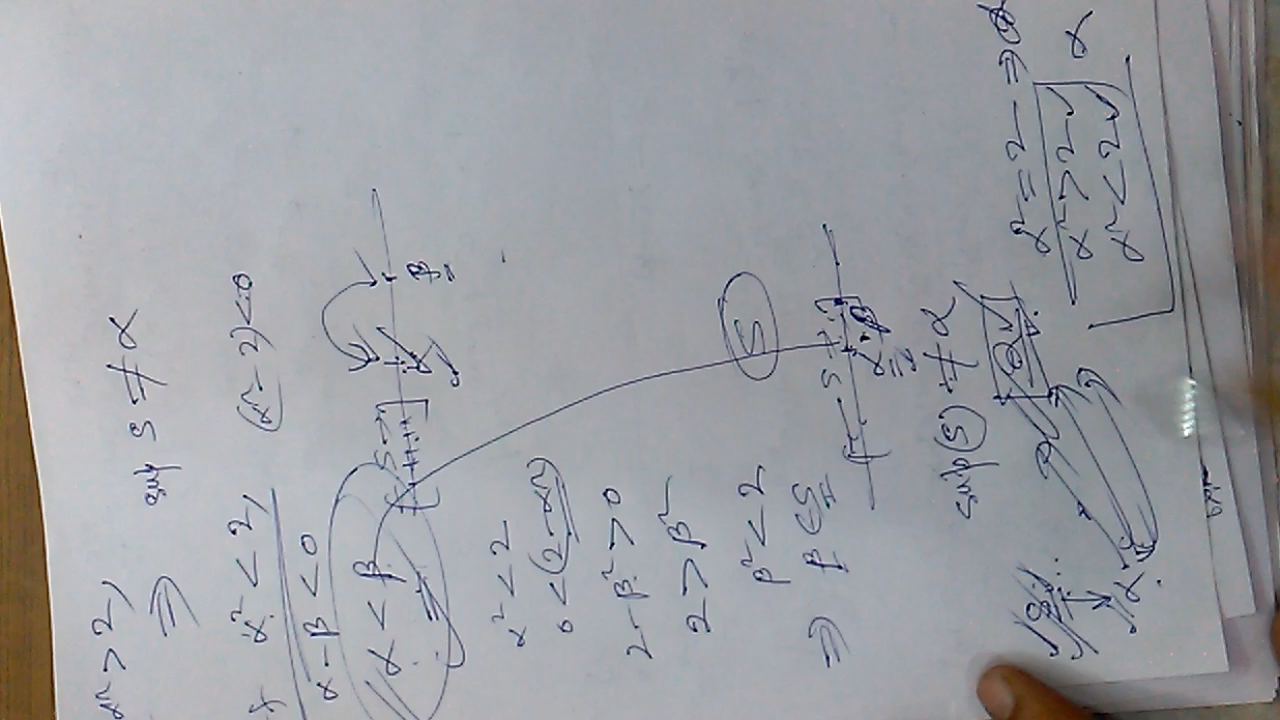 α² > 2,
⇒ sup S ≠ α
α² < 2, (α² - 2) < 0
α - β < 0
α < β
S
β
α² < 2
0 < (2 - α²)
2 - β² > 0
2 > β²
β² < 2
⇒ β ∈ S
S
S
α β
sup(S) ≠ α
α² = 2 ⇒
α² > 2 ✓
α² < 2 ✓
α
α